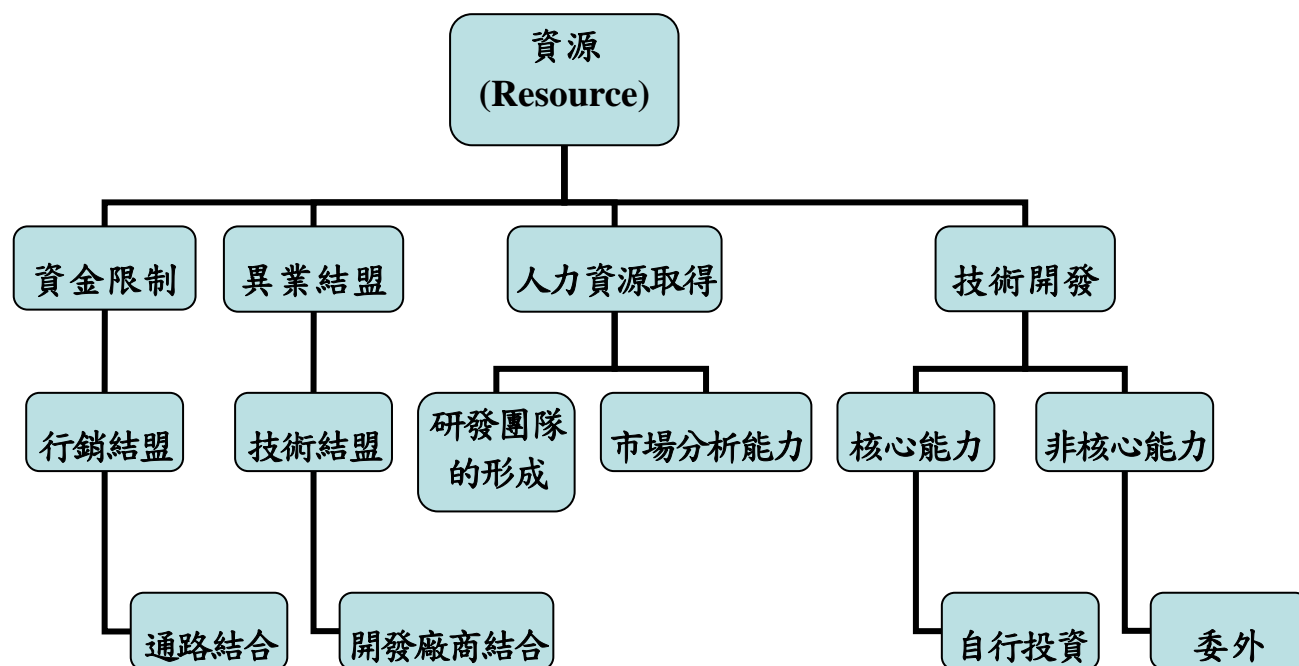 資源
(Resource)
資金限制
異業結盟
人力資源取得
技術開發
行銷結盟
技術結盟
研發團隊
的形成
市場分析能力
核心能力
非核心能力
通路結合
開發廠商結合
自行投資
委外